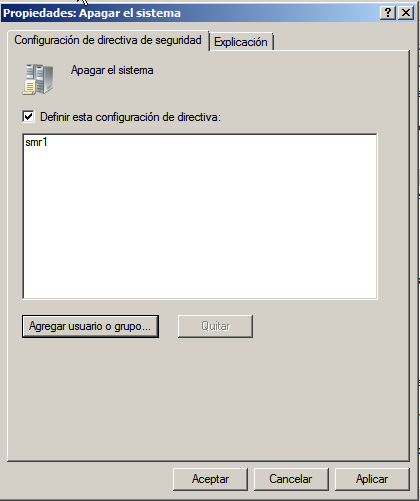 Propiedades: Apagar el sistema
Configuración de directiva de seguridad
Explicación
Apagar el sistema
Definir esta configuración de directiva:
smr1
Agregar usuario o grupo...
Quitar
Aceptar
Cancelar
Aplicar